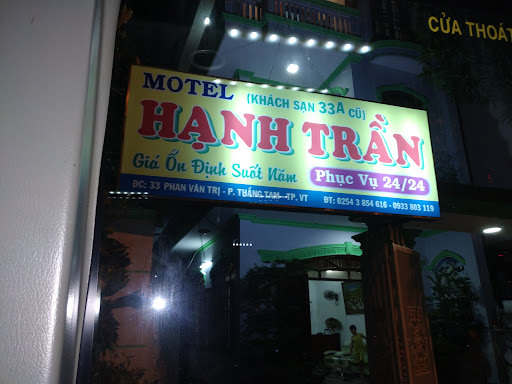 CỬA THOÁT
MOTEL (KHÁCH SẠN 33A CŨ)
HẠNH TRẦN
Giá Ổn Định Suốt Năm
Phục Vụ 24/24
ĐC: 33 PHAN VĂN TRỊ - P. THẮNG TAM - TP. VT ĐT: 0254 3 854 616 - 0933 803 119